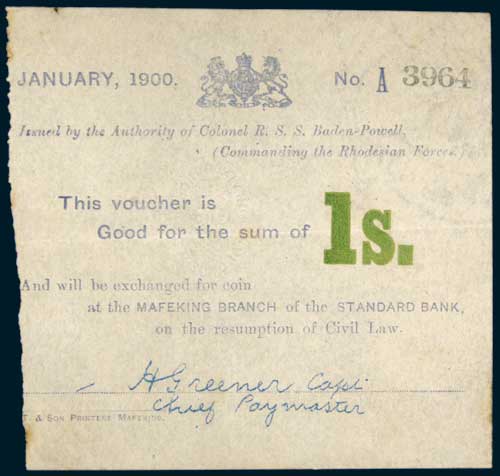 JANUARY, 1900. No. A 3964
Issued by the Authority of Colonel R. S. S. Baden-Powell,
(Commanding the Rhodesian Forces.
This voucher is
Good for the sum of 1s.
And will be exchanged for coin
at the MAFEKING BRANCH of the STANDARD BANK,
on the resumption of Civil Law.
H Greener Capt
Chief Paymaster
T. & SON PRINTERS MAFEKING.